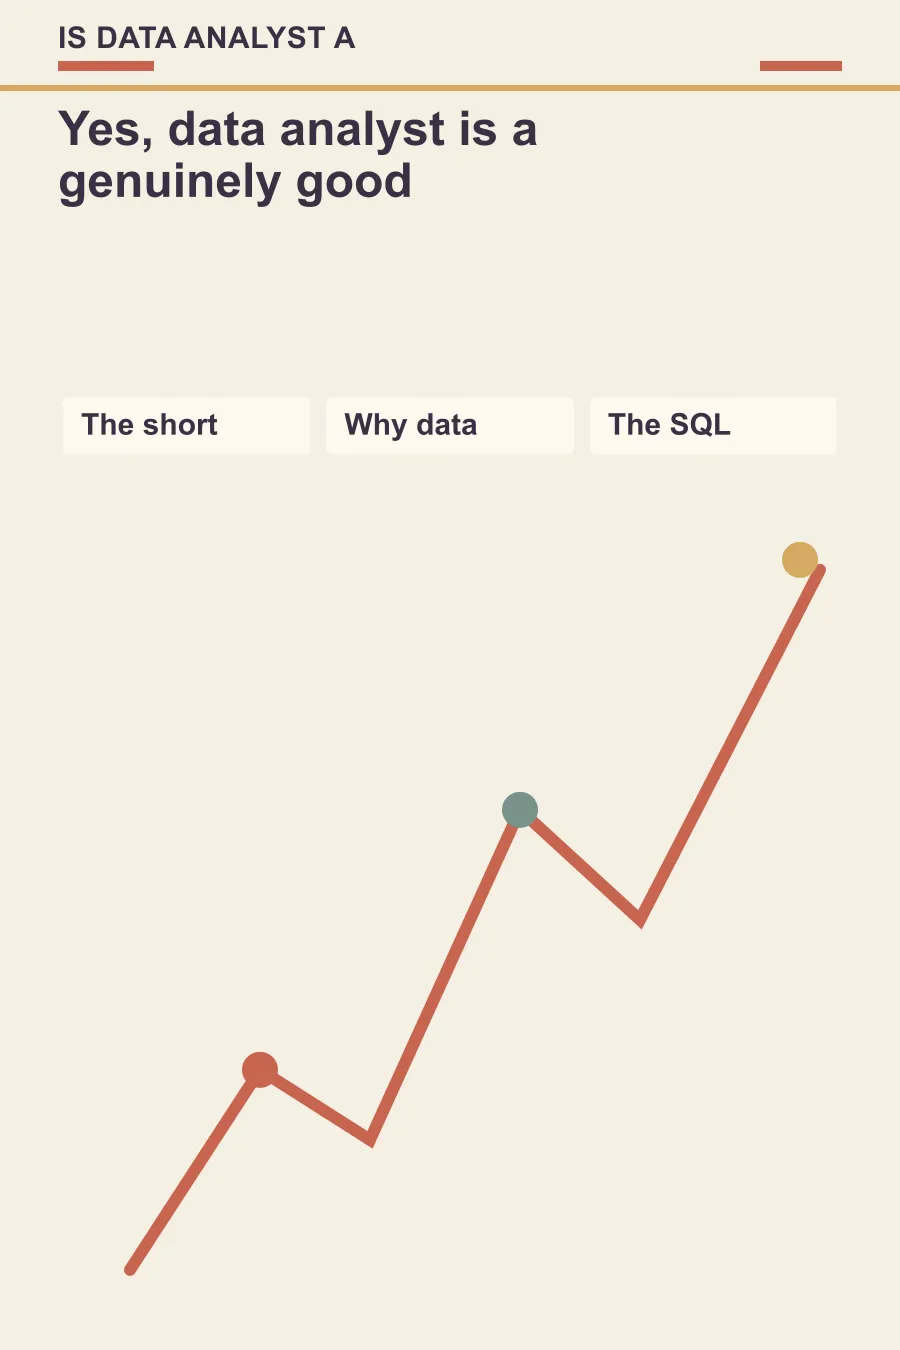 IS DATA ANALYST A
Yes, data analyst is a
genuinely good
The short
Why data
The SQL